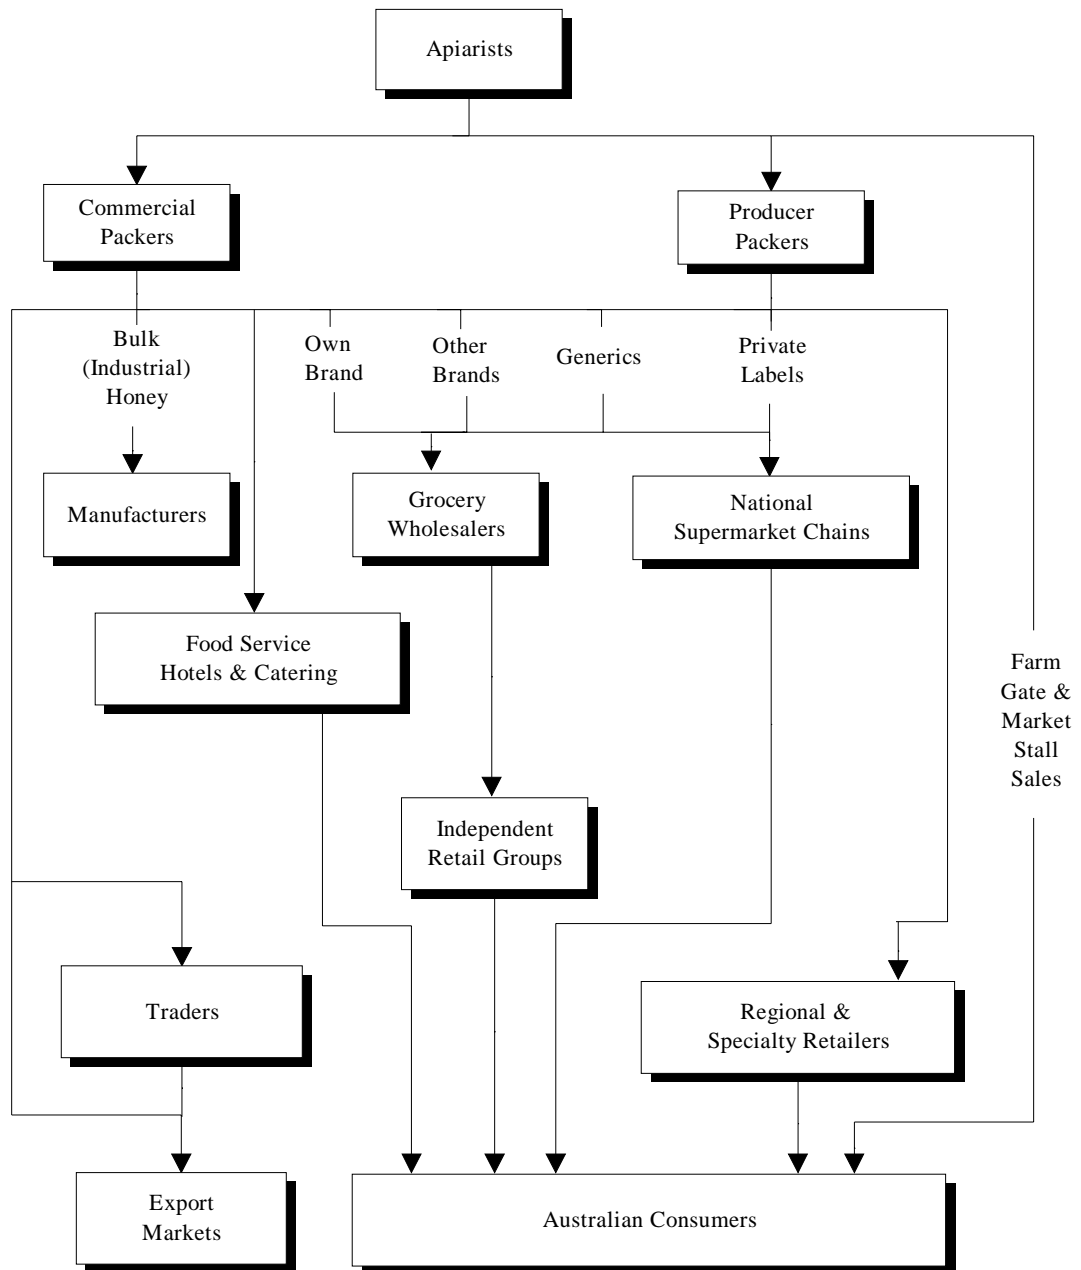 Apiarists
Commercial
Packers
Producer
Packers
Bulk
(Industrial)
Honey
Own
Brand
Other
Brands
Generics
Private
Labels
Manufacturers
Grocery
Wholesalers
National
Supermarket Chains
Food Service
Hotels & Catering
Farm
Gate &
Market
Stall
Sales
Independent
Retail Groups
Traders
Regional &
Specialty Retailers
Export
Markets
Australian Consumers